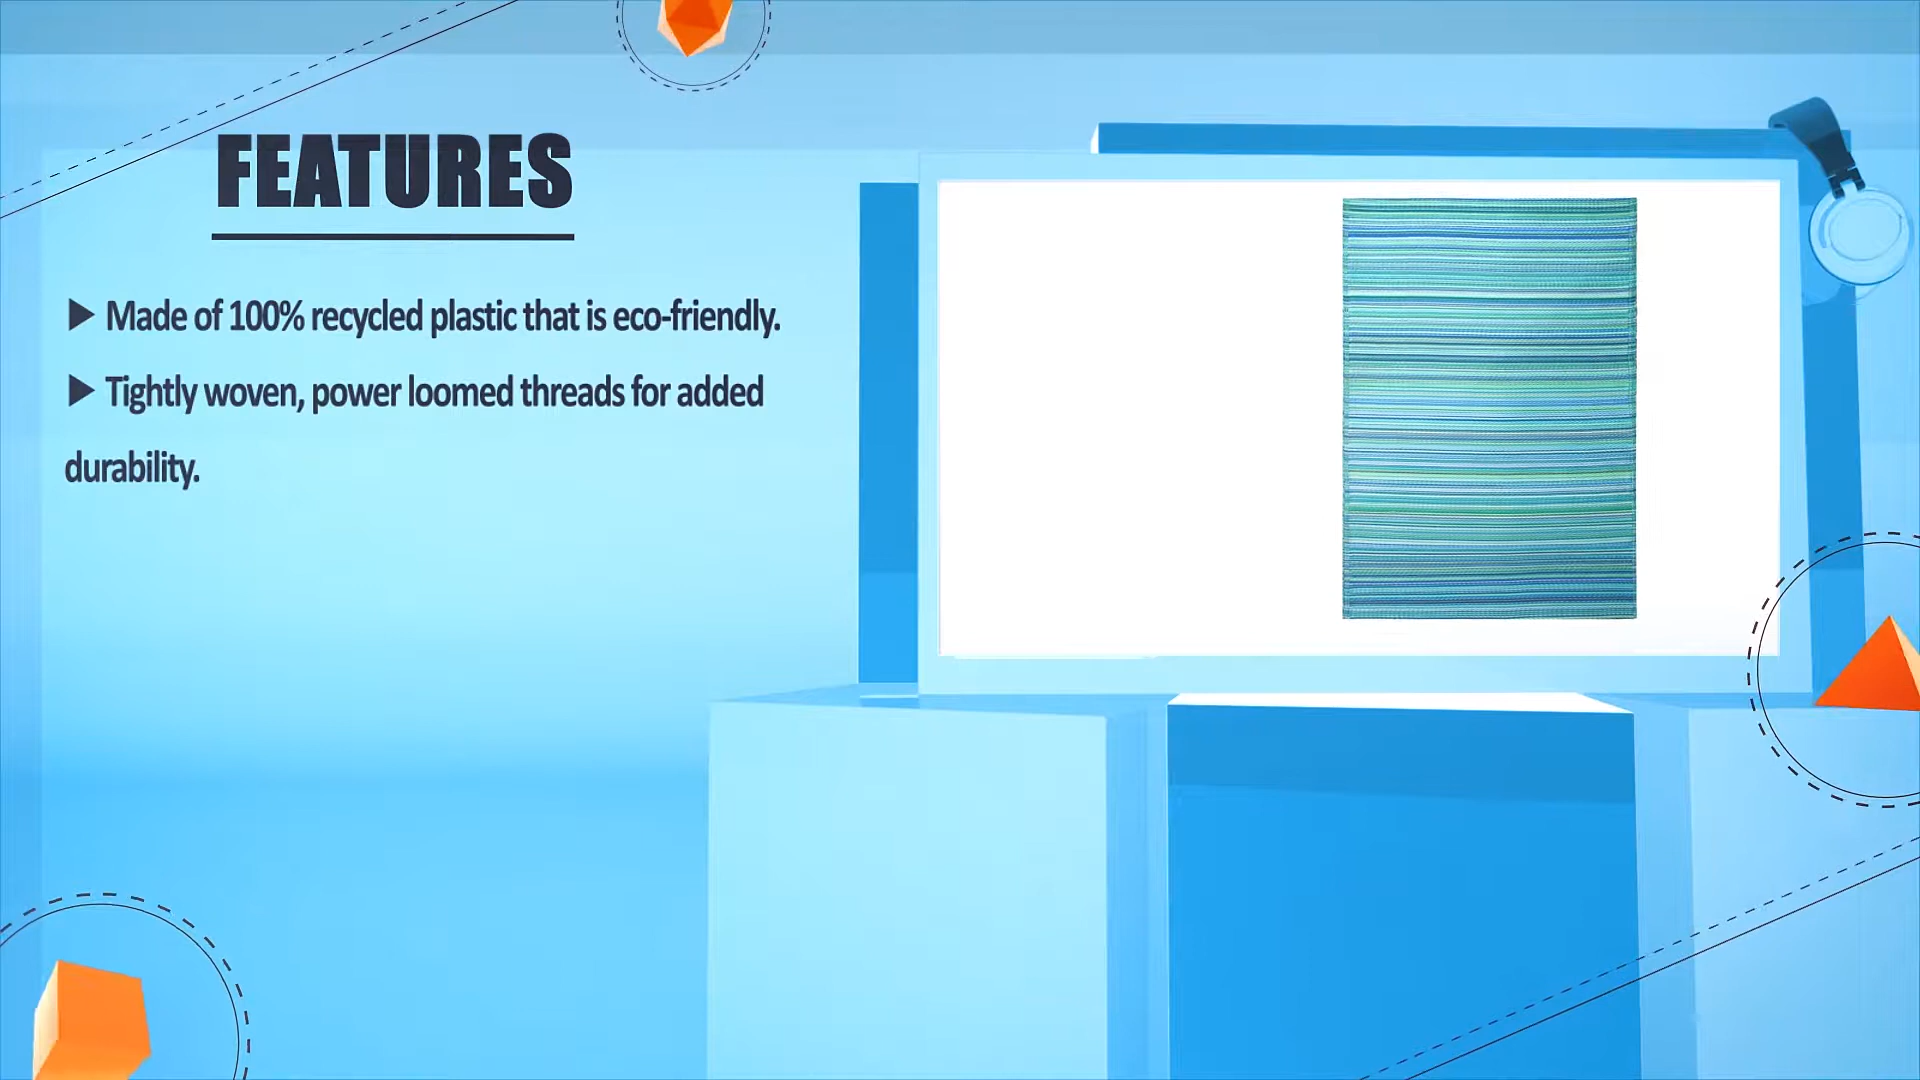 FEATURES
▶ Made of 100% recycled plastic that is eco-friendly.
▶ Tightly woven, power loomed threads for added
durability.